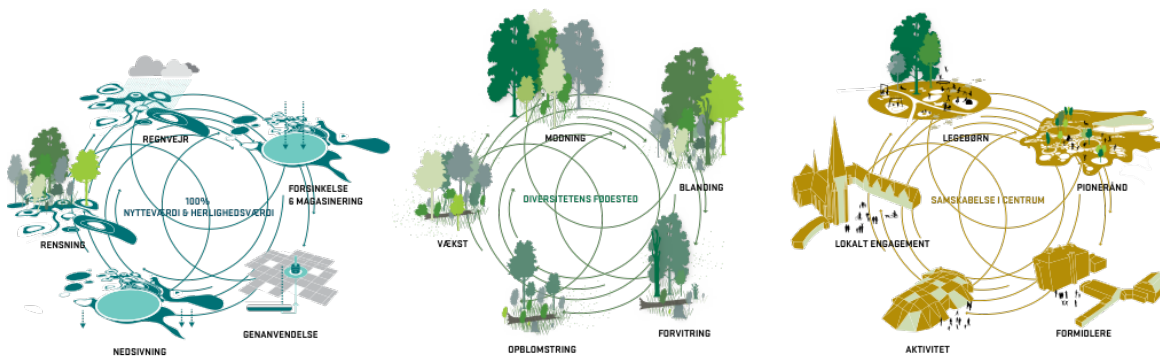 REGNVEJR
FORSINKELSE
& MAGASINERING
100%
NYTTEVÆRDI & HERLIGHEDSVÆRDI
RENSNING
GENANVENDELSE
NEDSIVNING
MODNING
BLANDING
DIVERSITETENS FØDESTED
VÆKST
FORVITRING
OPBLOMSTRING
LEGEBØRN
PIONERÅND
SAMSKABELSE I CENTRUM
LOKALT ENGAGEMENT
FORMIDLERE
AKTIVITET